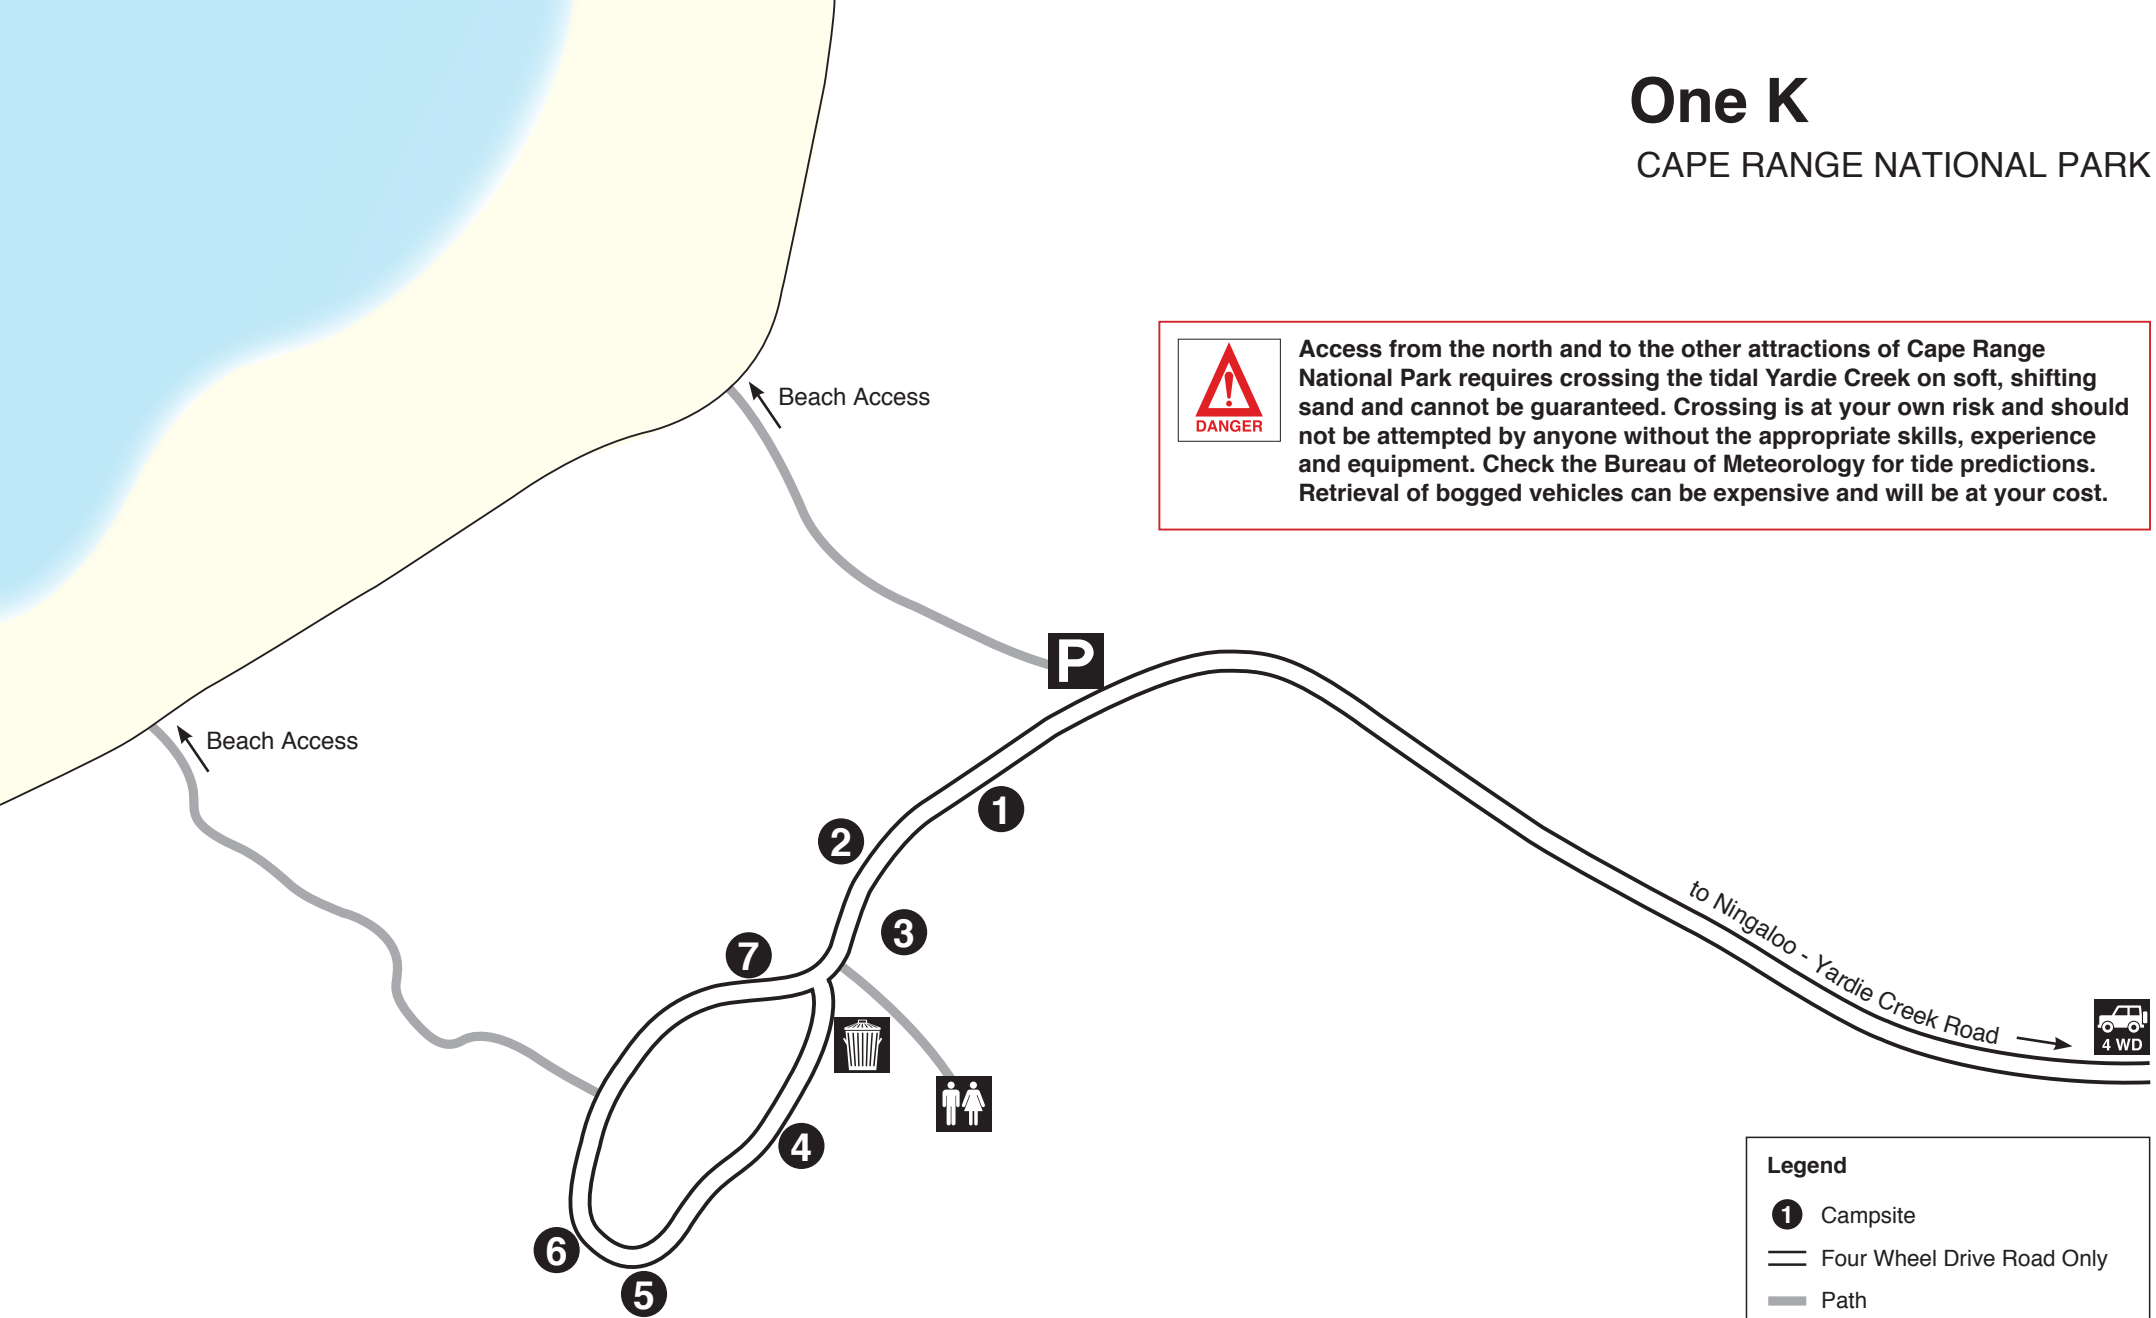 One K
CAPE RANGE NATIONAL PARK
DANGER
Access from the north and to the other attractions of Cape Range
National Park requires crossing the tidal Yardie Creek on soft, shifting
sand and cannot be guaranteed. Crossing is at your own risk and should
not be attempted by anyone without the appropriate skills, experience
and equipment. Check the Bureau of Meteorology for tide predictions.
Retrieval of bogged vehicles can be expensive and will be at your cost.
Beach Access
P
Beach Access
1
2
3
7
to Ningaloo - Yardie Creek Road
4 WD
4
6
5
Legend
1 Campsite
Four Wheel Drive Road Only
Path